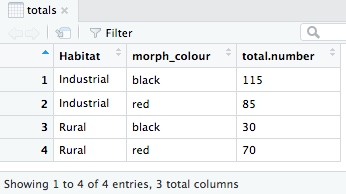 totals
Filter
Habitat morph_colour total.number
1 Industrial black 115
2 Industrial red 85
3 Rural black 30
4 Rural red 70
Showing 1 to 4 of 4 entries, 3 total columns